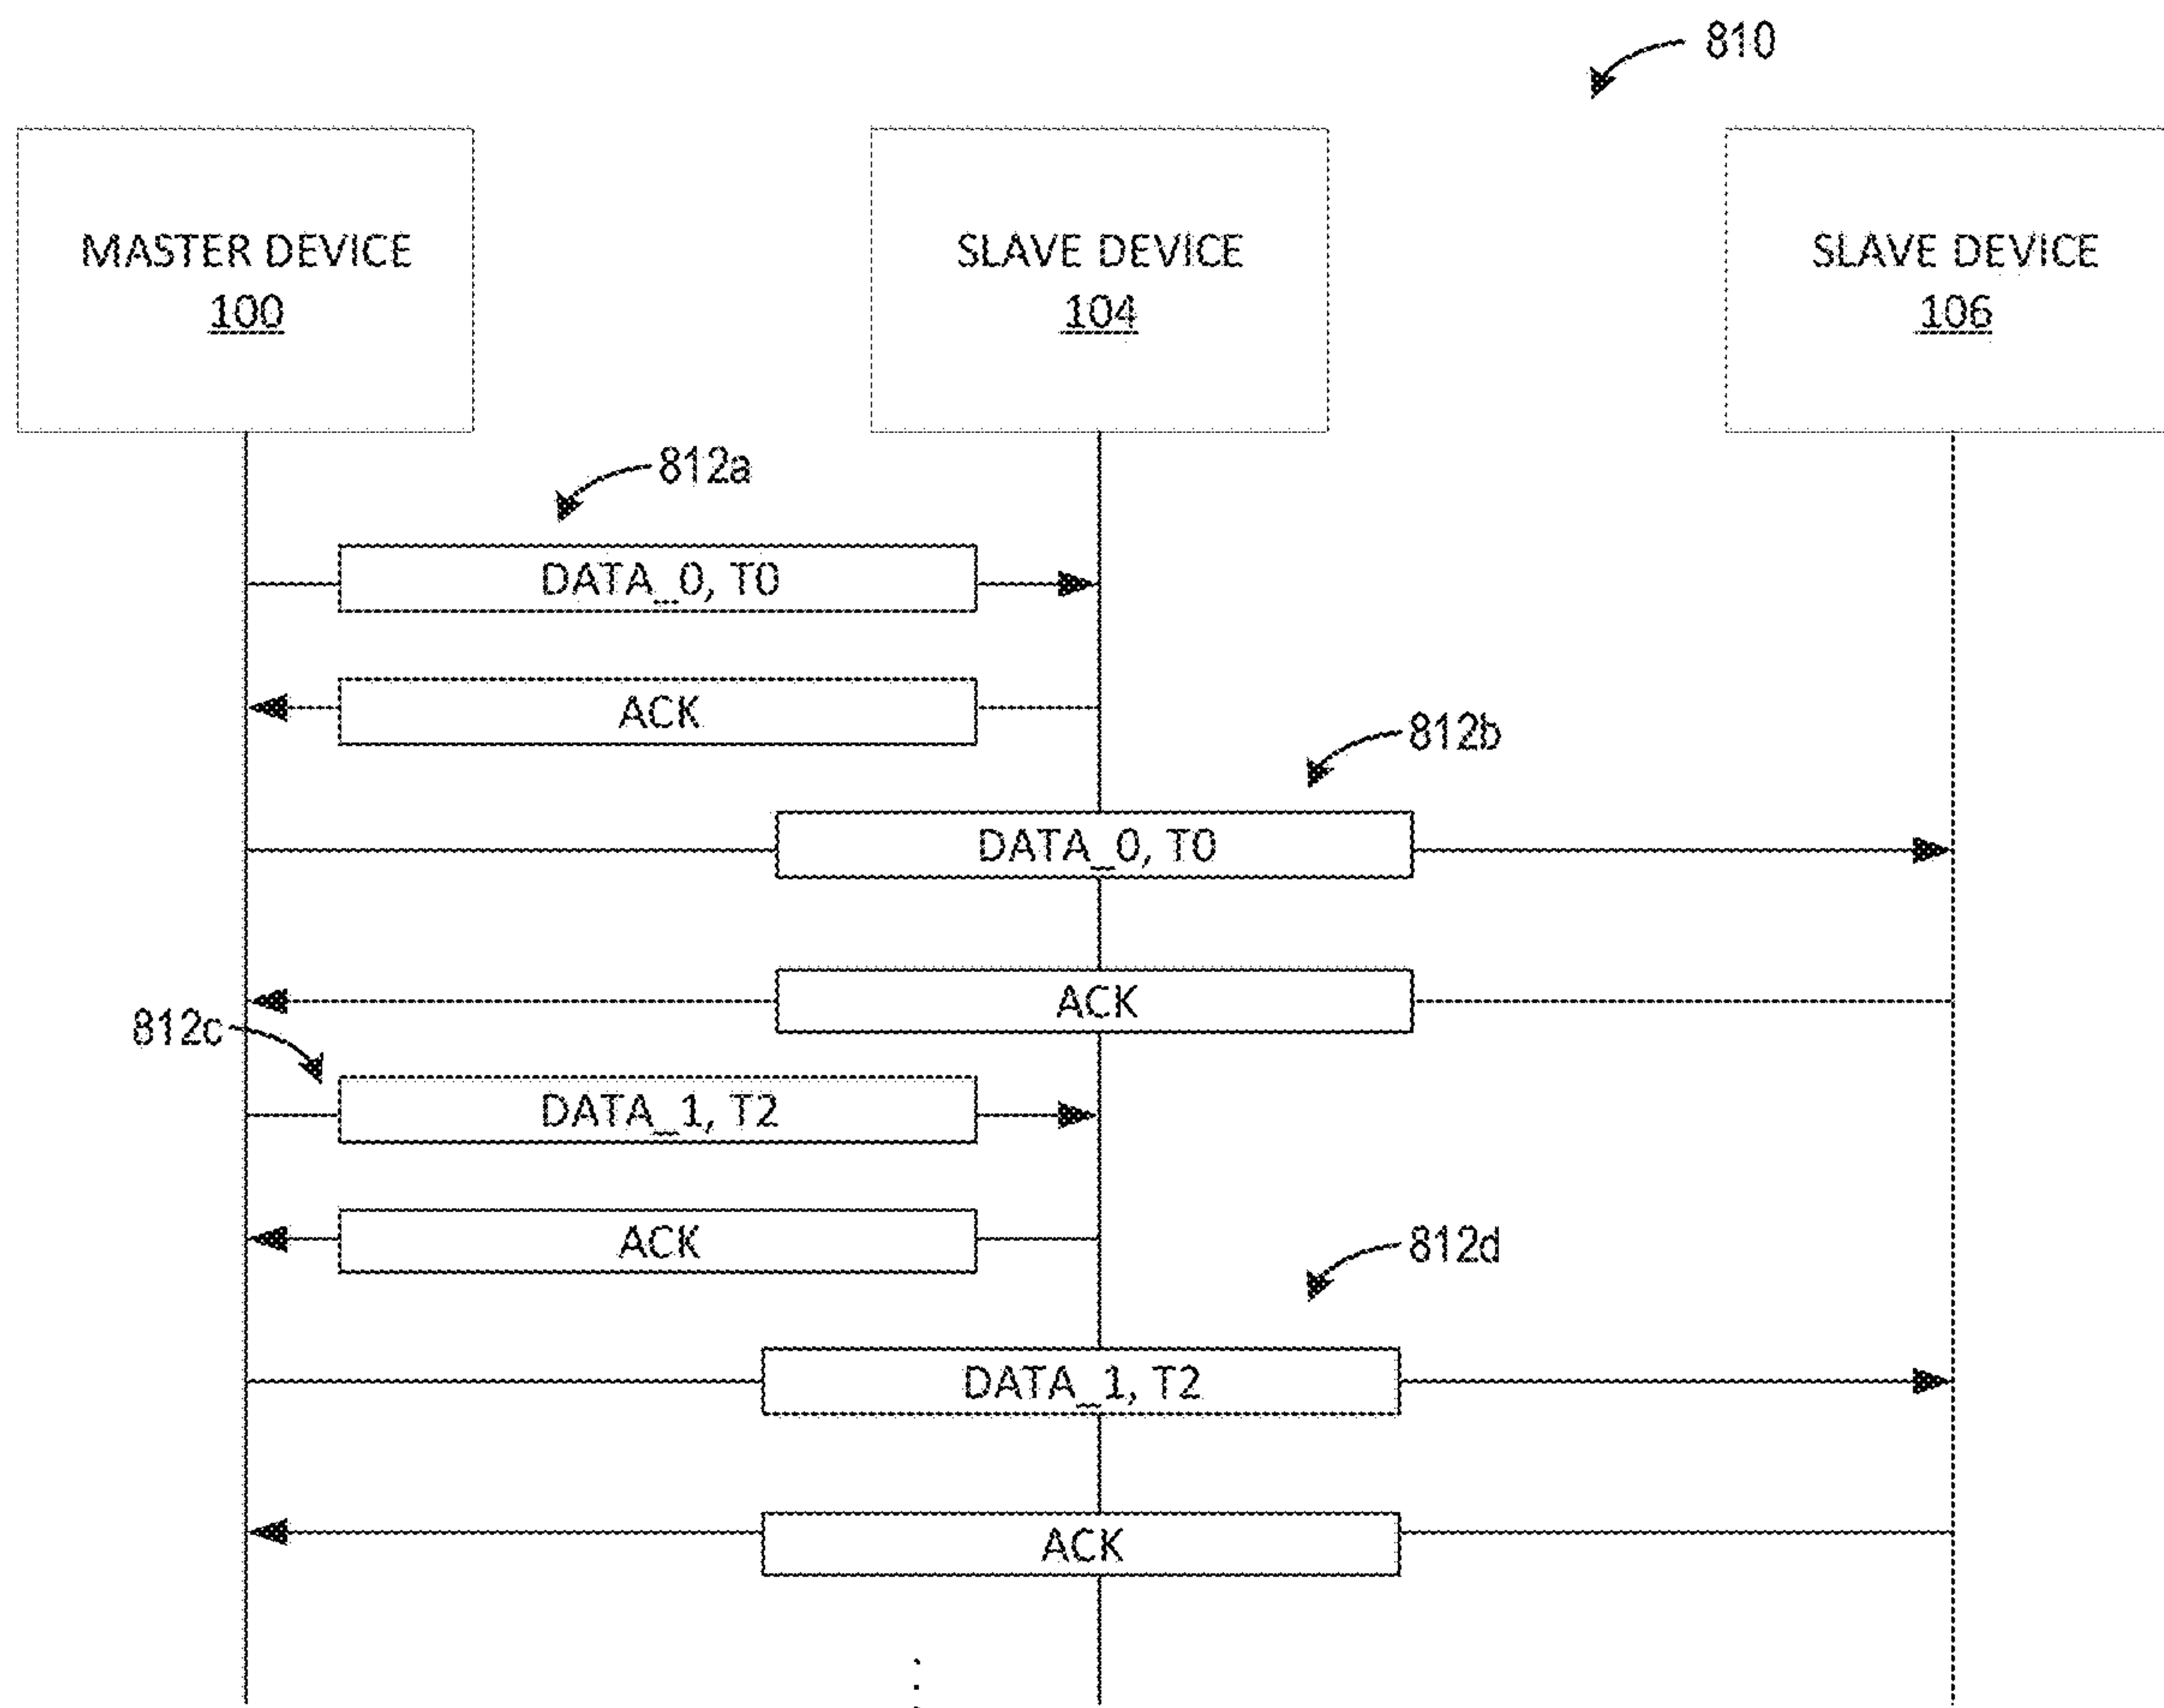 810
MASTER DEVICE
100
SLAVE DEVICE
104
SLAVE DEVICE
106
812a
DATA_0, T0
ACK
812b
DATA_0, T0
ACK
812c
DATA_1, T2
ACK
812d
DATA_1, T2
ACK